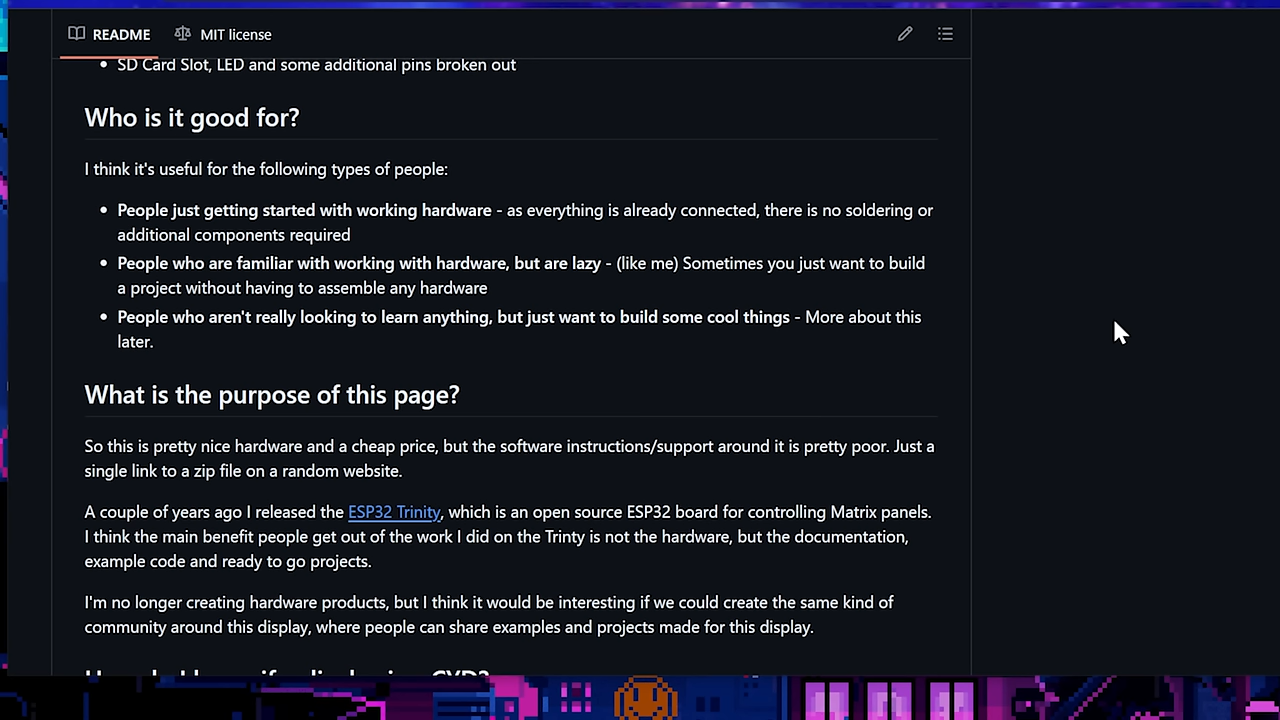 README
MIT license
SD Card Slot, LED and some additional pins broken out
Who is it good for?
I think it's useful for the following types of people:
People just getting started with working hardware - as everything is already connected, there is no soldering or
additional components required
People who are familiar with working with hardware, but are lazy - (like me) Sometimes you just want to build
a project without having to assemble any hardware
People who aren't really looking to learn anything, but just want to build some cool things - More about this
later.
What is the purpose of this page?
So this is pretty nice hardware and a cheap price, but the software instructions/support around it is pretty poor. Just a
single link to a zip file on a random website.
A couple of years ago I released the ESP32 Trinity, which is an open source ESP32 board for controlling Matrix panels.
I think the main benefit people get out of the work I did on the Trinty is not the hardware, but the documentation,
example code and ready to go projects.
I'm no longer creating hardware products, but I think it would be interesting if we could create the same kind of
community around this display, where people can share examples and projects made for this display.